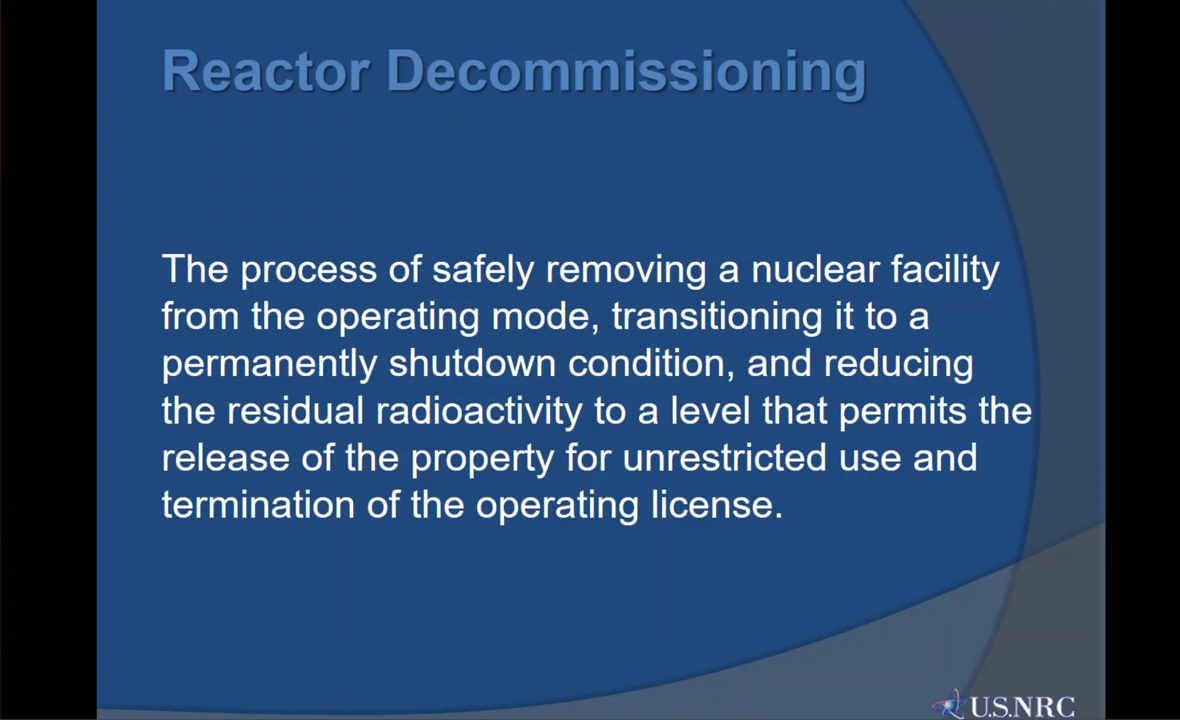 Reactor Decommissioning
The process of safely removing a nuclear facility
from the operating mode, transitioning it to a
permanently shutdown condition, and reducing
the residual radioactivity to a level that permits the
release of the property for unrestricted use and
termination of the operating license.
U.S.NRC